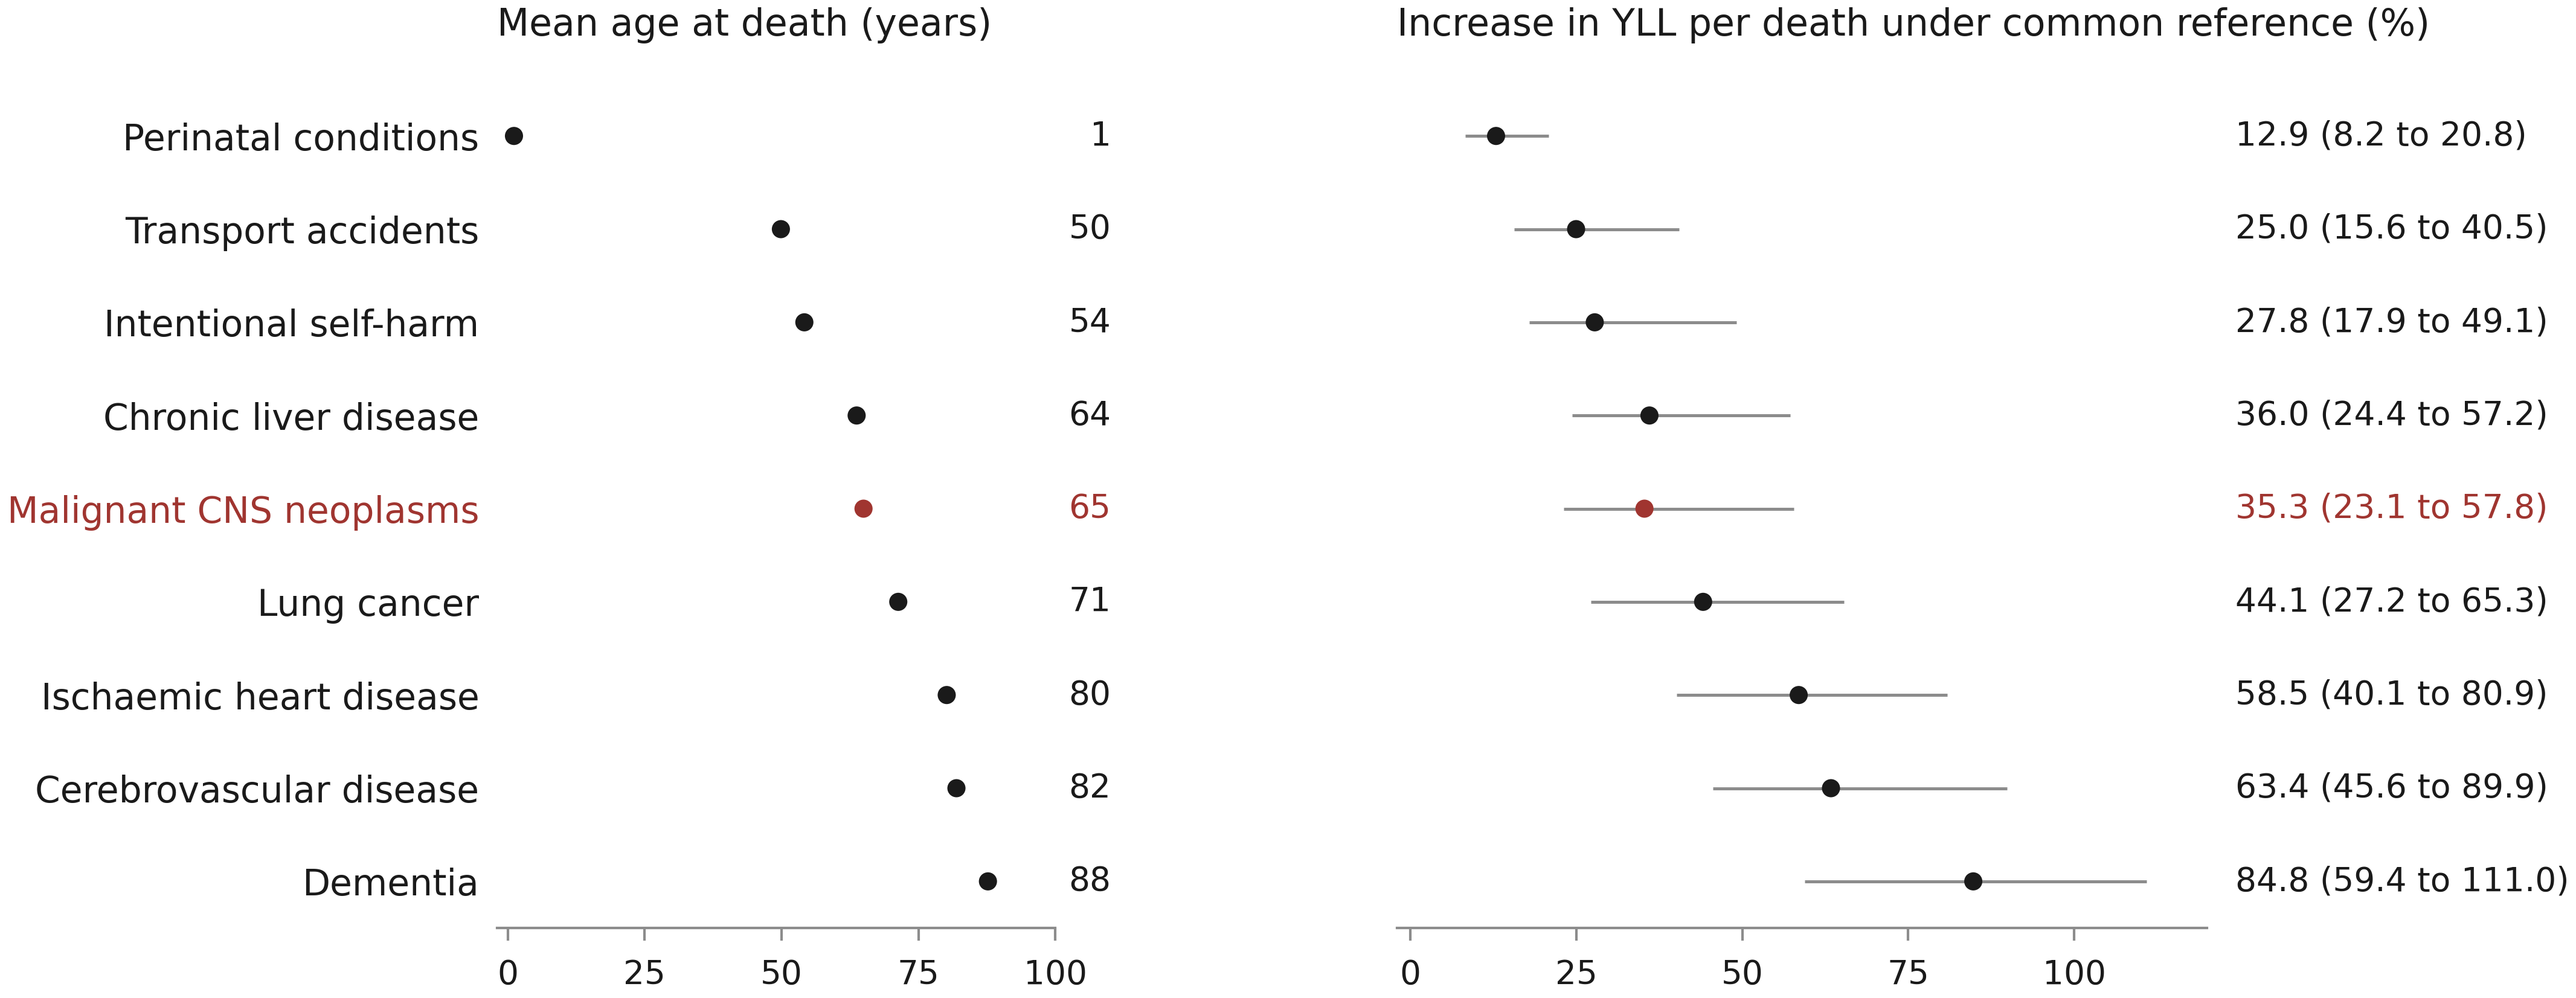 Mean age at death (years) Increase in YLL per death under common reference (%)
Perinatal conditions 1 12.9 (8.2 to 20.8)
Transport accidents 50 25.0 (15.6 to 40.5)
Intentional self-harm 54 27.8 (17.9 to 49.1)
Chronic liver disease 64 36.0 (24.4 to 57.2)
Malignant CNS neoplasms 65 35.3 (23.1 to 57.8)
Lung cancer 71 44.1 (27.2 to 65.3)
Ischaemic heart disease 80 58.5 (40.1 to 80.9)
Cerebrovascular disease 82 63.4 (45.6 to 89.9)
Dementia 88 84.8 (59.4 to 111.0)
0 25 50 75 100 0 25 50 75 100